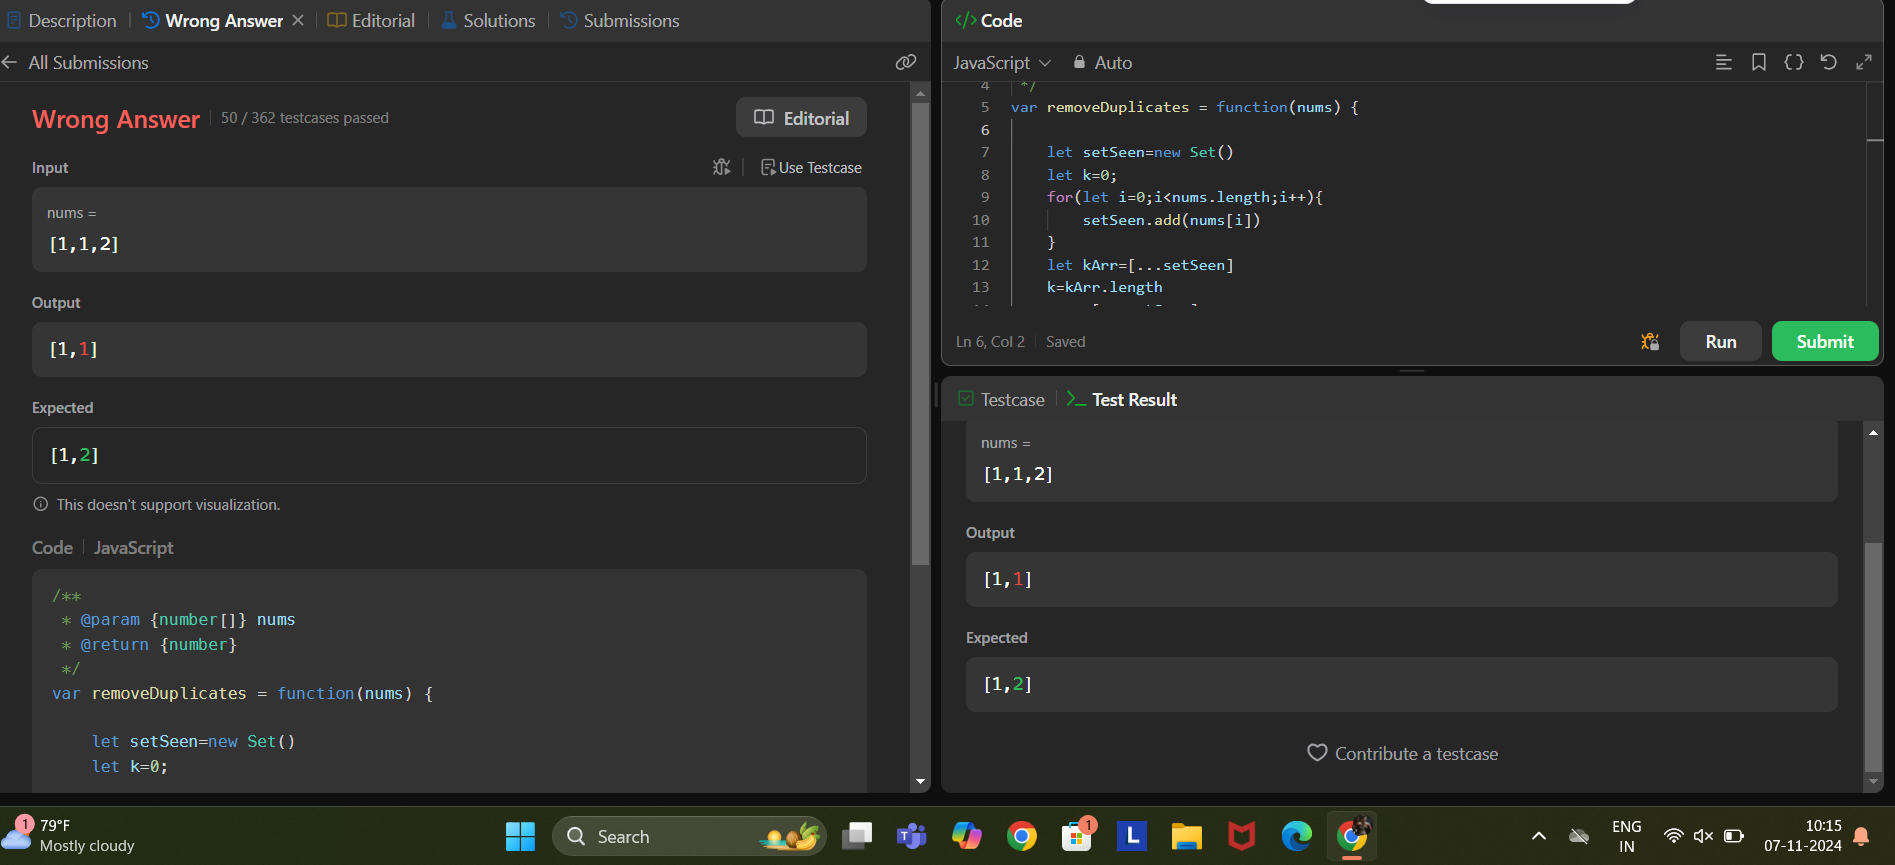 Description
Wrong Answer
Editorial
Solutions
Submissions
All Submissions
Wrong Answer
50 / 362 testcases passed
Editorial
Input
Use Testcase
nums =
[1,1,2]
Output
[1,1]
Expected
[1,2]
This doesn't support visualization.
Code
JavaScript
/**
* @param {number[]} nums
* @return {number}
*/
var removeDuplicates = function(nums) {
let setSeen=new Set()
let k=0;
</> Code
JavaScript
Auto
4 */
5 var removeDuplicates = function(nums) {
6
7 let setSeen=new Set()
8 let k=0;
9 for(let i=0;i<nums.length;i++){
10 setSeen.add(nums[i])
11 }
12 let kArr=[...setSeen]
13 k=kArr.length
Ln 6, Col 2
Saved
Run
Submit
Testcase
Test Result
nums =
[1,1,2]
Output
[1,1]
Expected
[1,2]
Contribute a testcase
1
79°F
Mostly cloudy
Search
T
1
L
ENG
IN
10:15
07-11-2024